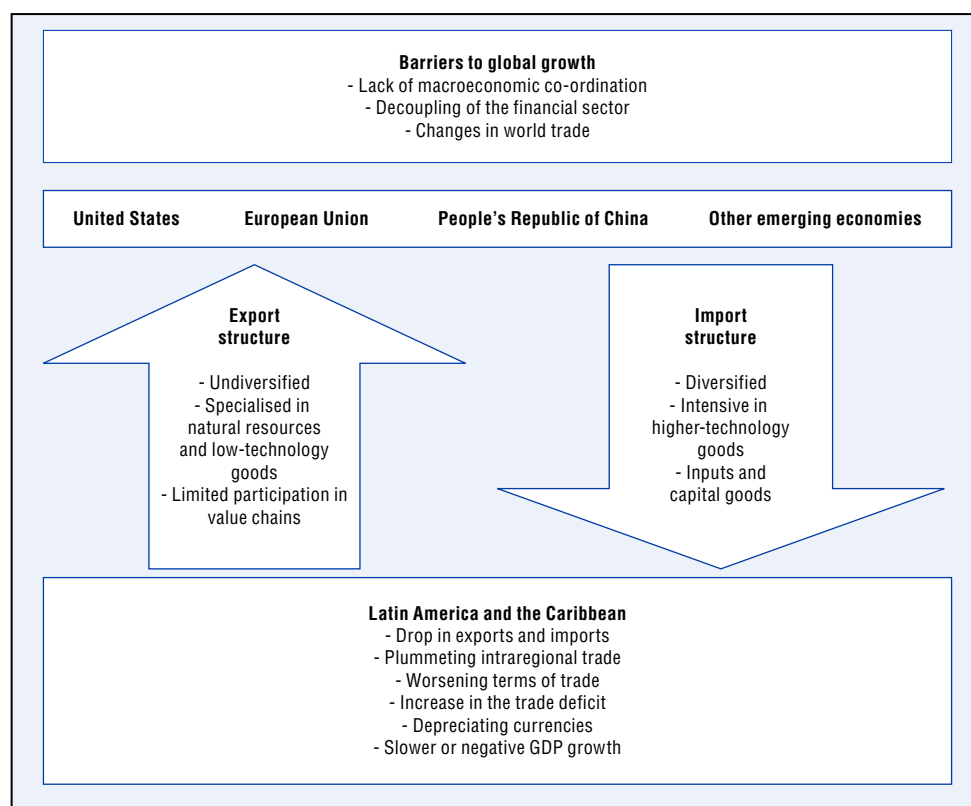 Barriers to global growth
- Lack of macroeconomic co-ordination
- Decoupling of the financial sector
- Changes in world trade
United States European Union People's Republic of China Other emerging economies
Export
structure
- Undiversified
- Specialised in
natural resources
and low-technology
goods
- Limited participation in
value chains
Import
structure
- Diversified
- Intensive in
higher-technology
goods
- Inputs and
capital goods
Latin America and the Caribbean
- Drop in exports and imports
- Plummeting intraregional trade
- Worsening terms of trade
- Increase in the trade deficit
- Depreciating currencies
- Slower or negative GDP growth